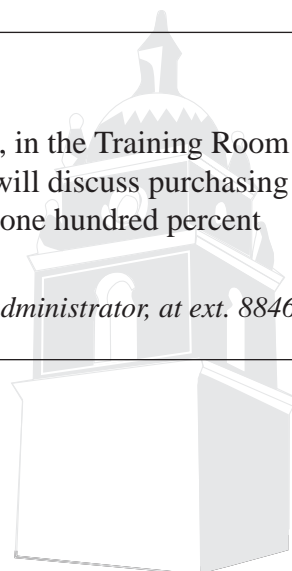 , in the Training Room
will discuss purchasing
one hundred percent
dministrator, at ext. 8846